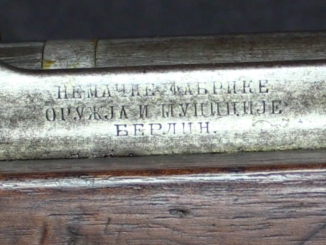 НЕМАЧКЕ ФАБРИКЕ
ОРУЖЈА И МУНИЦИЈЕ
БЕРЛИН.